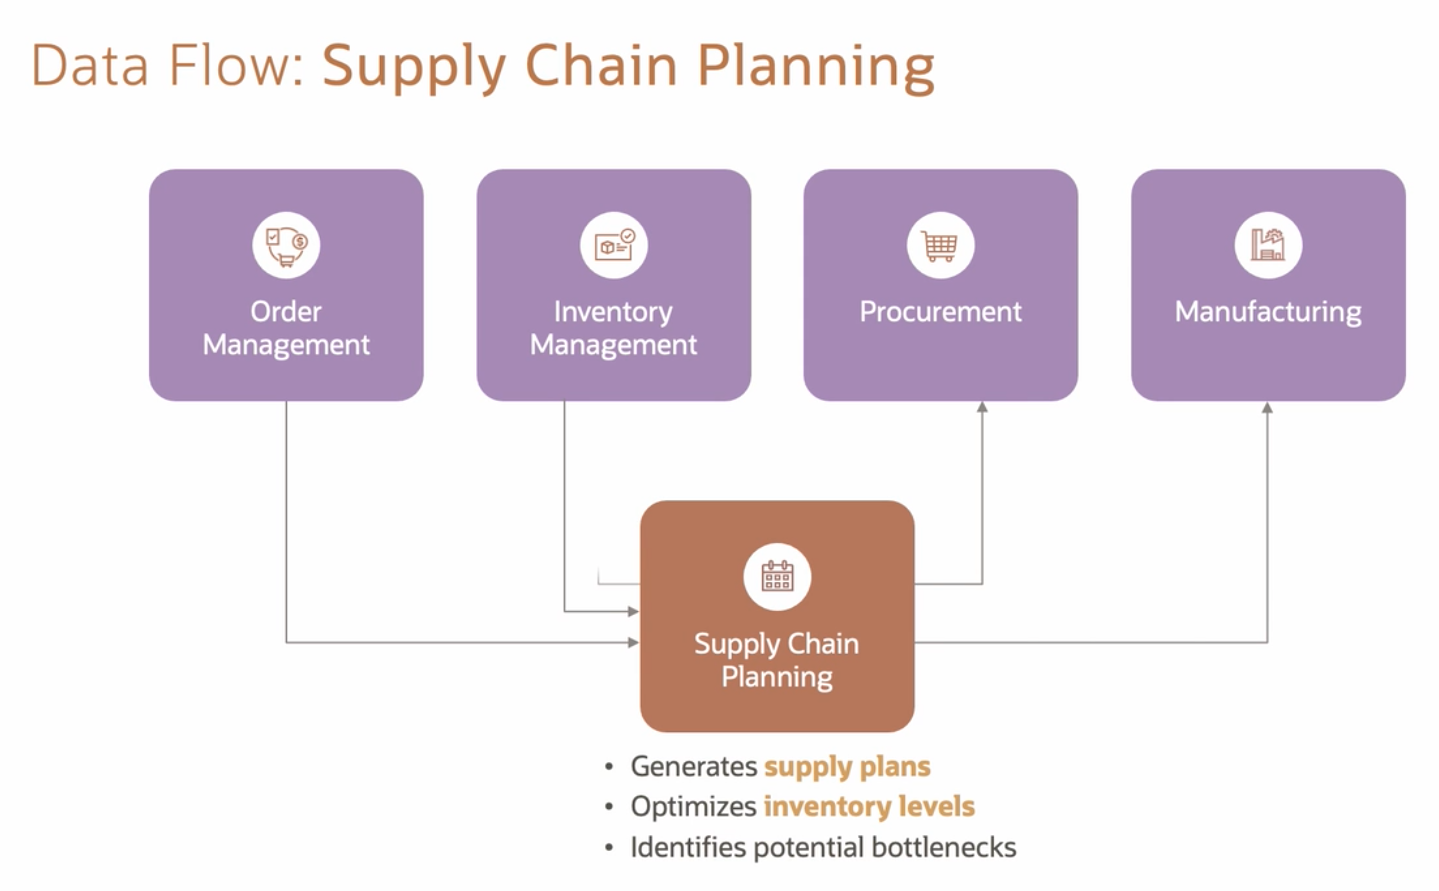 Data Flow: Supply Chain Planning
Order
Management
Inventory
Management
Procurement
Manufacturing
Supply Chain
Planning
• Generates supply plans
• Optimizes inventory levels
• Identifies potential bottlenecks